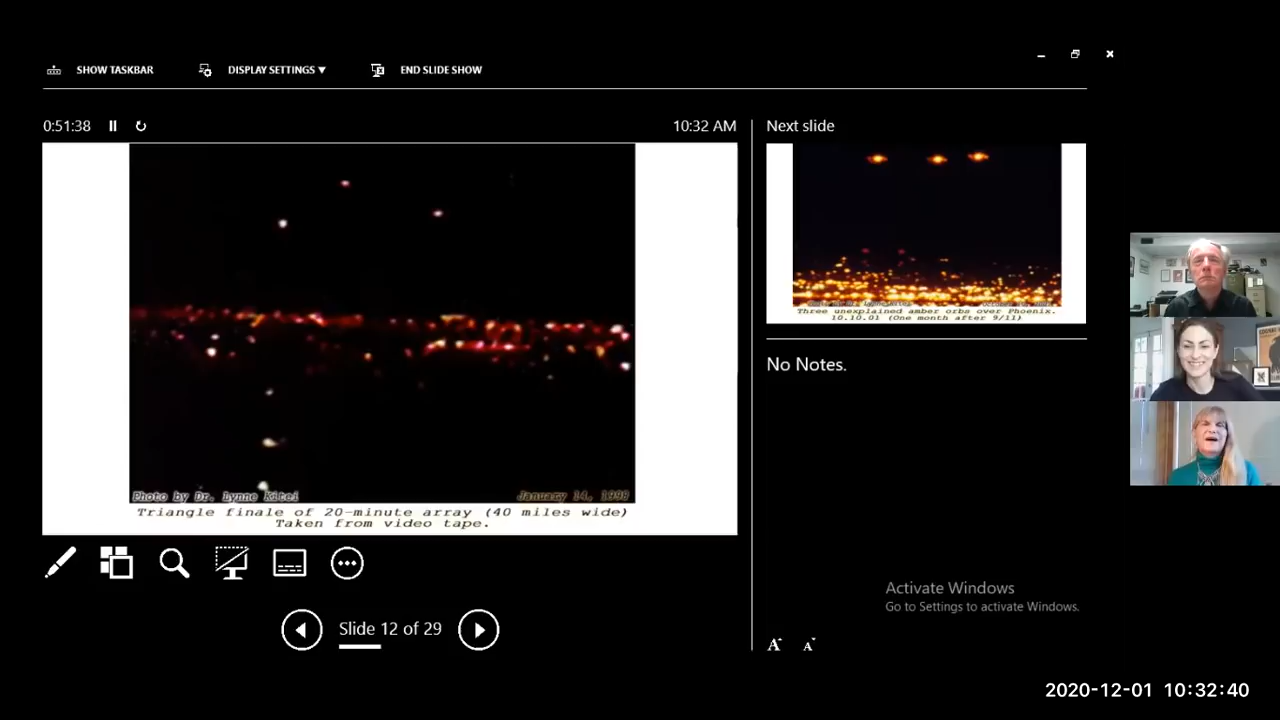 SHOW TASKBAR
DISPLAY SETTINGS ▼
END SLIDE SHOW
0:51:38
10:32 AM
Next slide
Photo by Dr. Lynne Kitei
January 14, 1998
Triangle finale of 20-minute array (40 miles wide)
Taken from video tape.
Three unexplained amber orbs over Phoenix.
10.10.01 (One month after 9/11)
No Notes.
Slide 12 of 29
Activate Windows
Go to Settings to activate Windows.
A A
2020-12-01 10:32:40